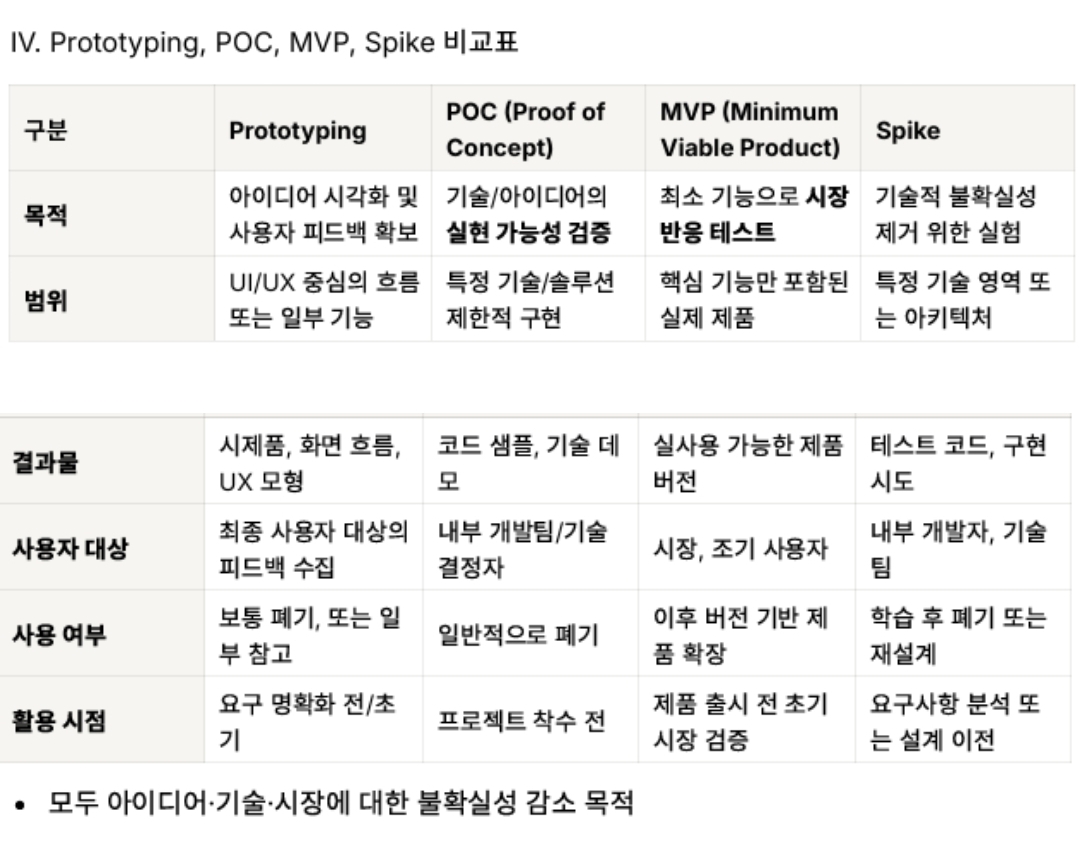 IV. Prototyping, POC, MVP, Spike 비교표
구분 Prototyping POC (Proof of Concept) MVP (Minimum Viable Product) Spike
목적 아이디어 시각화 및 사용자 피드백 확보 기술/아이디어의 실현 가능성 검증 최소 기능으로 시장 반응 테스트 기술적 불확실성 제거 위한 실험
범위 UI/UX 중심의 흐름 또는 일부 기능 특정 기술/솔루션 제한적 구현 핵심 기능만 포함된 실제 제품 특정 기술 영역 또는 아키텍처
결과물 시제품, 화면 흐름, UX 모형 코드 샘플, 기술 데모 실사용 가능한 제품 버전 테스트 코드, 구현 시도
사용자 대상 최종 사용자 대상의 피드백 수집 내부 개발팀/기술 결정자 시장, 조기 사용자 내부 개발자, 기술팀
사용 여부 보통 폐기, 또는 일부 참고 일반적으로 폐기 이후 버전 기반 제품 확장 학습 후 폐기 또는 재설계
활용 시점 요구 명확화 전/초기 프로젝트 착수 전 제품 출시 전 초기 시장 검증 요구사항 분석 또는 설계 이전
• 모두 아이디어·기술·시장에 대한 불확실성 감소 목적